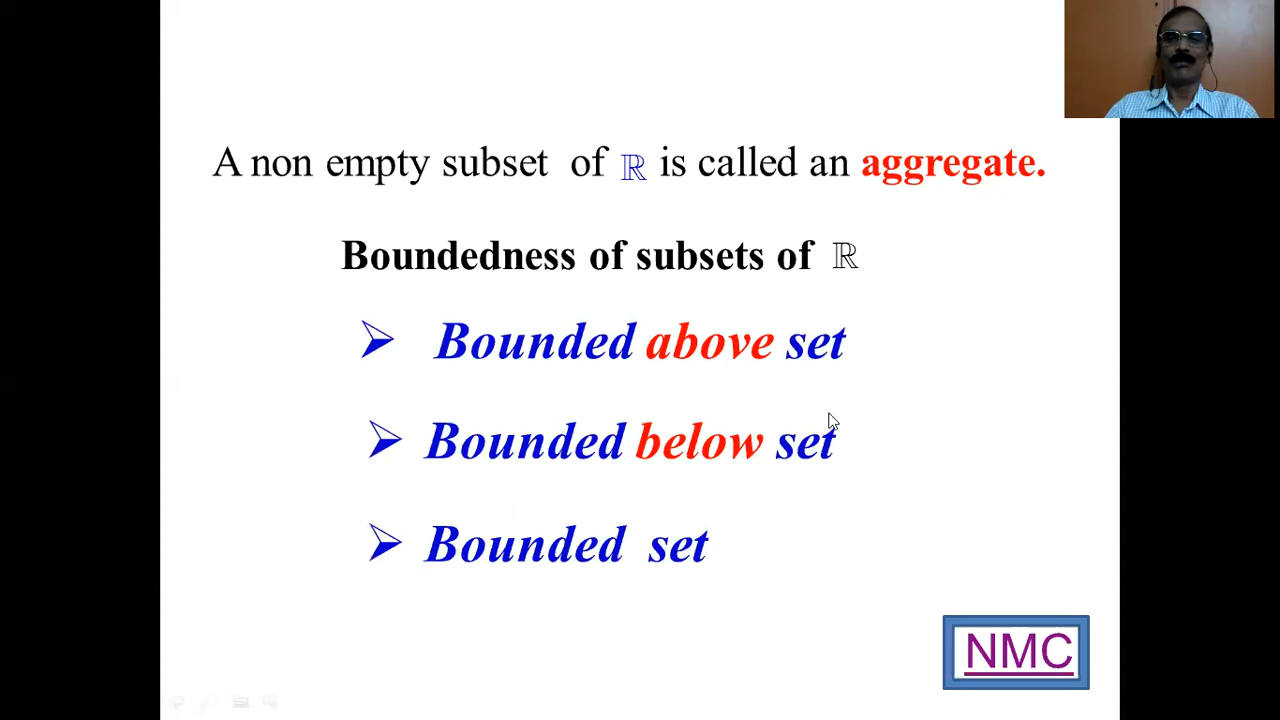 A non empty subset of ℝ is called an aggregate.
Boundedness of subsets of ℝ
➢ Bounded above set
➢ Bounded below set
➢ Bounded set
NMC